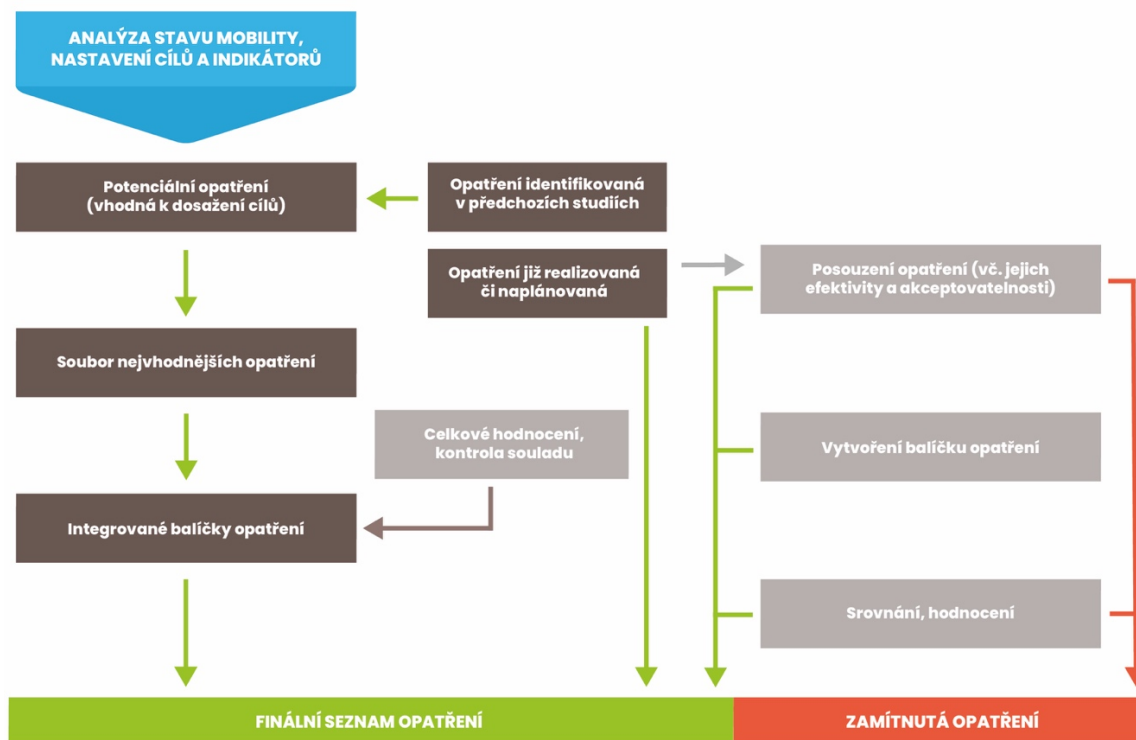 ANALÝZA STAVU MOBILITY,
NASTAVENÍ CÍLŮ A INDIKÁTORŮ
Potenciální opatření
(vhodná k dosažení cílů)
Opatření identifikovaná
v předchozích studiích
Opatření již realizovaná
či naplánovaná
Posouzení opatření (vč. jejich
efektivity a akceptovatelnosti)
Soubor nejvhodnějších opatření
Celkové hodnocení,
kontrola souladu
Vytvoření balíčku opatření
Integrované balíčky opatření
Srovnání, hodnocení
FINÁLNÍ SEZNAM OPATŘENÍ
ZAMÍTNUTÁ OPATŘENÍ